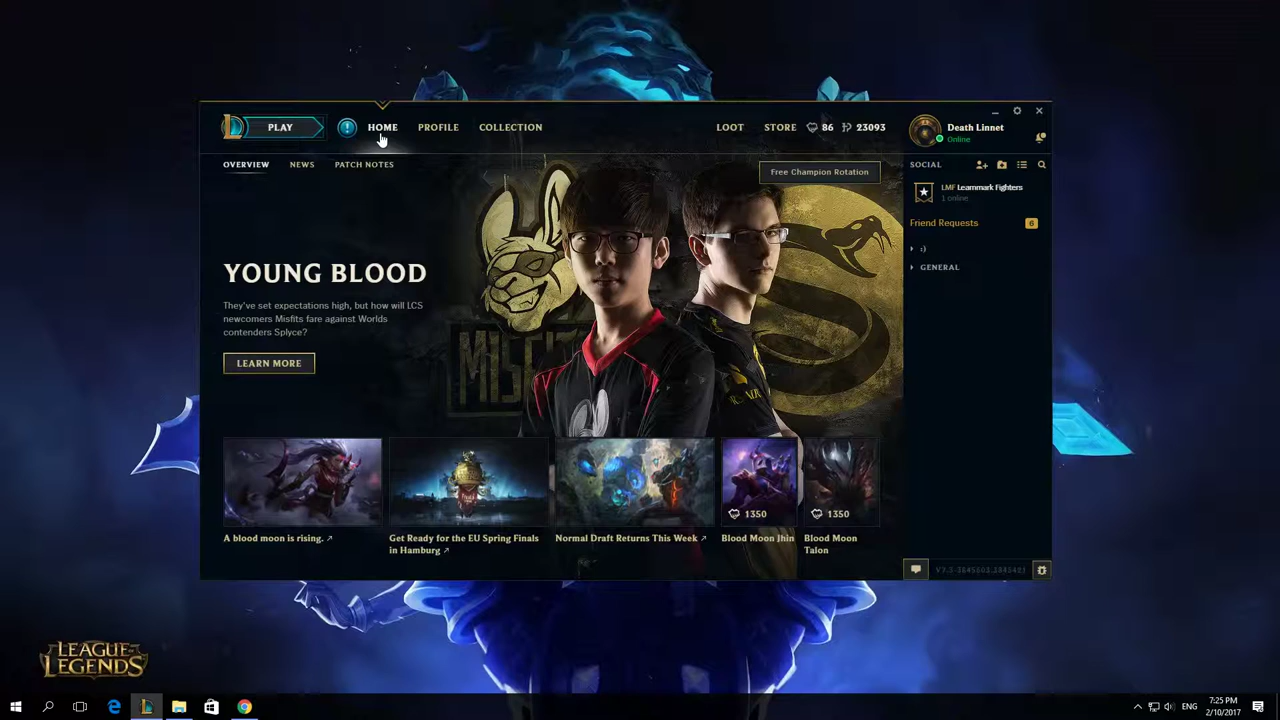 PLAY
HOME
PROFILE
COLLECTION
LOOT
STORE
86
23093
Death Linnet
Online
OVERVIEW
NEWS
PATCH NOTES
Free Champion Rotation
SOCIAL
LMF Learnmark Fighters
1 online
Friend Requests
6
:)
GENERAL
YOUNG BLOOD
They've set expectations high, but how will LCS
newcomers Misfits fare against Worlds
contenders Splyce?
LEARN MORE
1350
1350
A blood moon is rising.
Get Ready for the EU Spring Finals
in Hamburg
Normal Draft Returns This Week
Blood Moon Jhin
Blood Moon
Talon
LEAGUE OF
LEGENDS
ENG
7:25 PM
2/10/2017